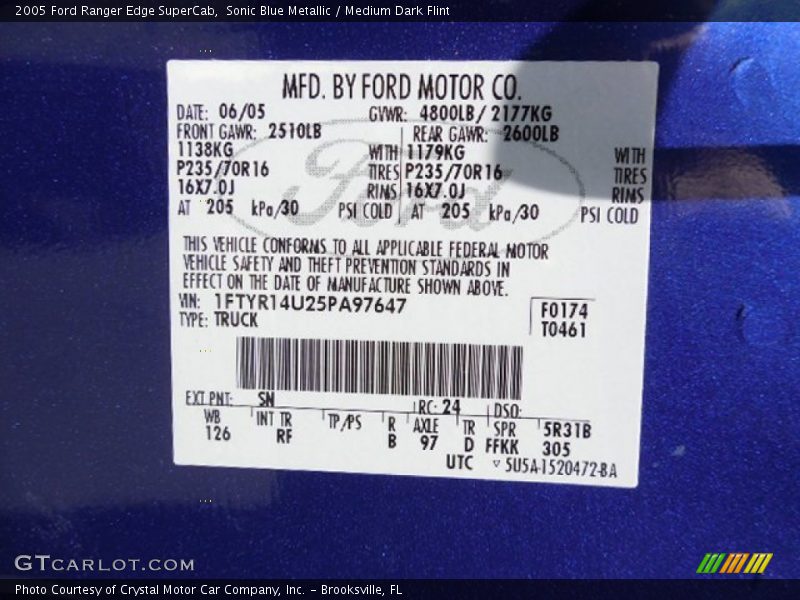 2005 Ford Ranger Edge SuperCab, Sonic Blue Metallic / Medium Dark Flint
MFD. BY FORD MOTOR CO.
DATE: 06/05 GVWR: 4800LB/ 2177KG
FRONT GAWR: 2510LB REAR GAWR: 2600LB
1138KG WITH 1179KG WITH
P235/70R16 TIRES P235/70R16 TIRES
16X7.0J RIMS 16X7.0J RIMS
AT 205 kPa/30 PSI COLD AT 205 kPa/30 PSI COLD
Ford
THIS VEHICLE CONFORMS TO ALL APPLICABLE FEDERAL MOTOR
VEHICLE SAFETY AND THEFT PREVENTION STANDARDS IN
EFFECT ON THE DATE OF MANUFACTURE SHOWN ABOVE.
VIN: 1FTYR14U25PA97647
TYPE: TRUCK
F0174
T0461
EXT PNT: SN RC: 24 DSO:
WB INT TR TP/PS R AXLE TR SPR 5R31B
126 RF B 97 D FFKK 305
UTC ▽ 5U5A-1520472-BA
GTCARLOT.COM
Photo Courtesy of Crystal Motor Car Company, Inc. - Brooksville, FL